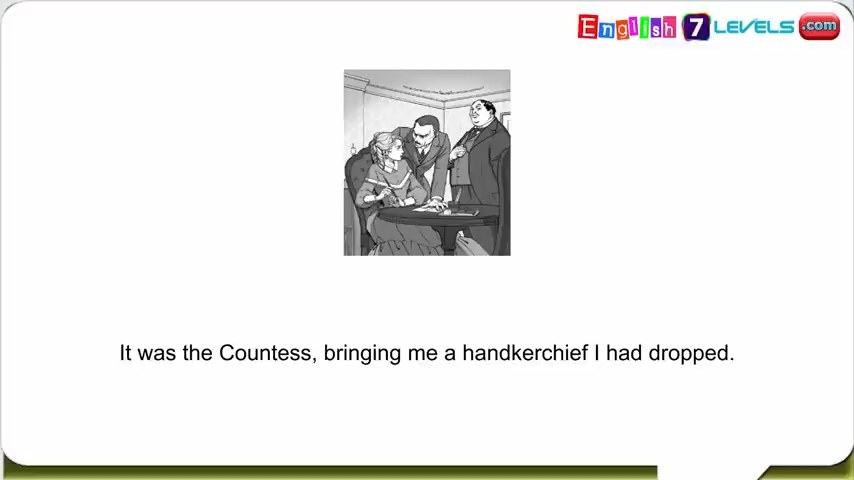 English 7 LEVELS .com
It was the Countess, bringing me a handkerchief I had dropped.